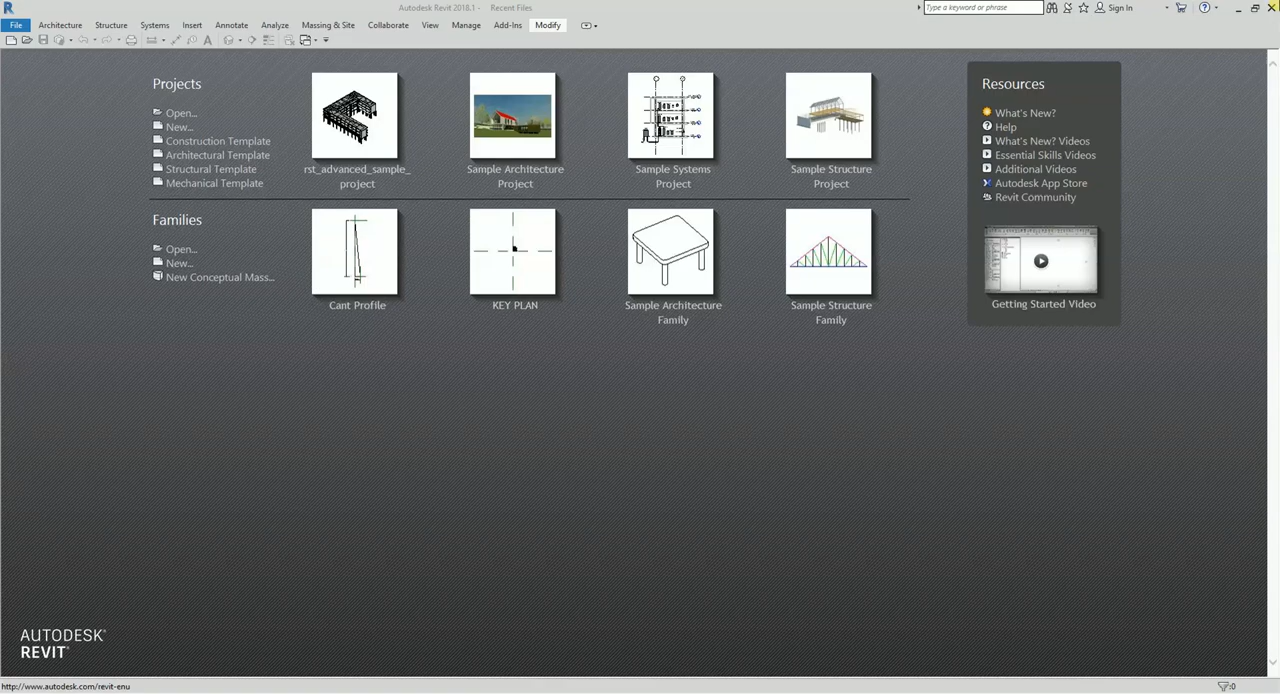 Autodesk Revit 2018.1 - Recent Files
Type a keyword or phrase
Sign In
File Architecture Structure Systems Insert Annotate Analyze Massing & Site Collaborate View Manage Add-Ins Modify
Projects
Open...
New...
Construction Template
Architectural Template
Structural Template
Mechanical Template
rst_advanced_sample_
project
Sample Architecture
Project
Sample Systems
Project
Sample Structure
Project
Families
Open...
New...
New Conceptual Mass...
Cant Profile
KEY PLAN
Sample Architecture
Family
Sample Structure
Family
Resources
What's New?
Help
What's New? Videos
Essential Skills Videos
Additional Videos
Autodesk App Store
Revit Community
Getting Started Video
AUTODESK®
REVIT®
http://www.autodesk.com/revit-enu
:0